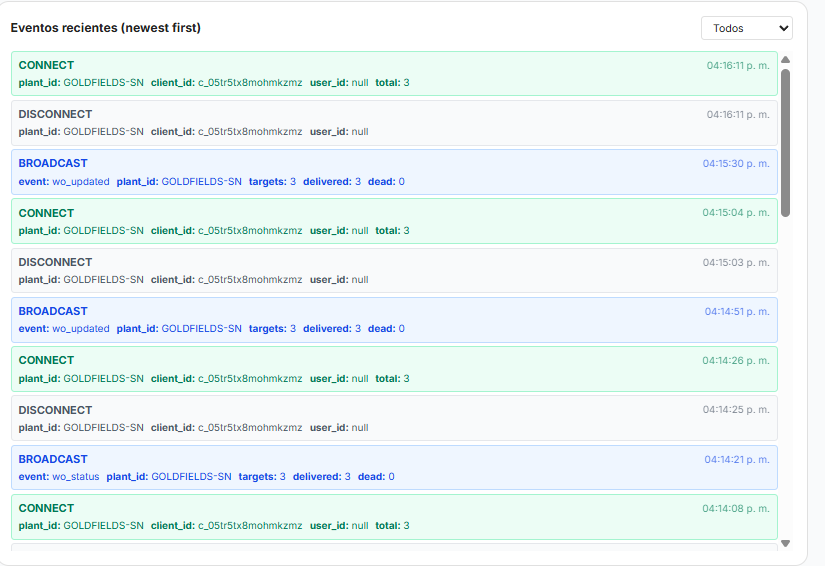 Eventos recientes (newest first)
Todos
CONNECT 04:16:11 p. m.
plant_id: GOLDFIELDS-SN client_id: c_05tr5tx8mohmkzmz user_id: null total: 3
DISCONNECT 04:16:11 p. m.
plant_id: GOLDFIELDS-SN client_id: c_05tr5tx8mohmkzmz user_id: null
BROADCAST 04:15:30 p. m.
event: wo_updated plant_id: GOLDFIELDS-SN targets: 3 delivered: 3 dead: 0
CONNECT 04:15:04 p. m.
plant_id: GOLDFIELDS-SN client_id: c_05tr5tx8mohmkzmz user_id: null total: 3
DISCONNECT 04:15:03 p. m.
plant_id: GOLDFIELDS-SN client_id: c_05tr5tx8mohmkzmz user_id: null
BROADCAST 04:14:51 p. m.
event: wo_updated plant_id: GOLDFIELDS-SN targets: 3 delivered: 3 dead: 0
CONNECT 04:14:26 p. m.
plant_id: GOLDFIELDS-SN client_id: c_05tr5tx8mohmkzmz user_id: null total: 3
DISCONNECT 04:14:25 p. m.
plant_id: GOLDFIELDS-SN client_id: c_05tr5tx8mohmkzmz user_id: null
BROADCAST 04:14:21 p. m.
event: wo_status plant_id: GOLDFIELDS-SN targets: 3 delivered: 3 dead: 0
CONNECT 04:14:08 p. m.
plant_id: GOLDFIELDS-SN client_id: c_05tr5tx8mohmkzmz user_id: null total: 3